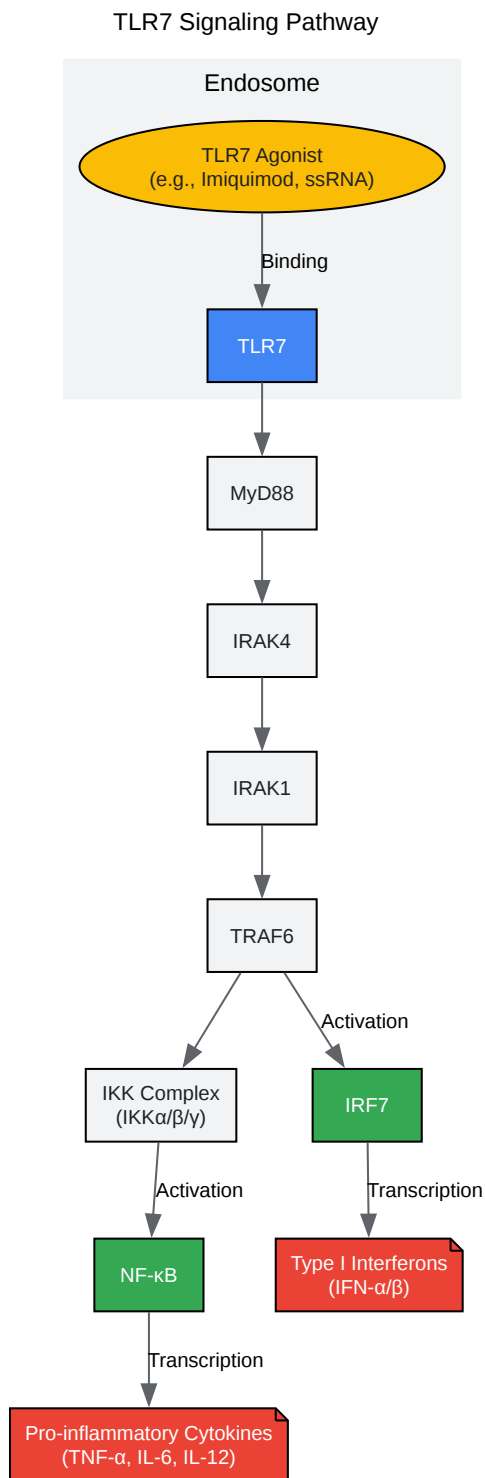 TLR7 Signaling Pathway
Endosome
TLR7 Agonist
(e.g., Imiquimod, ssRNA)
Binding
TLR7
MyD88
IRAK4
IRAK1
TRAF6
Activation
IKK Complex
(IKKα/β/γ)
IRF7
Activation
Transcription
NF-κB
Type I Interferons
(IFN-α/β)
Transcription
Pro-inflammatory Cytokines
(TNF-α, IL-6, IL-12)